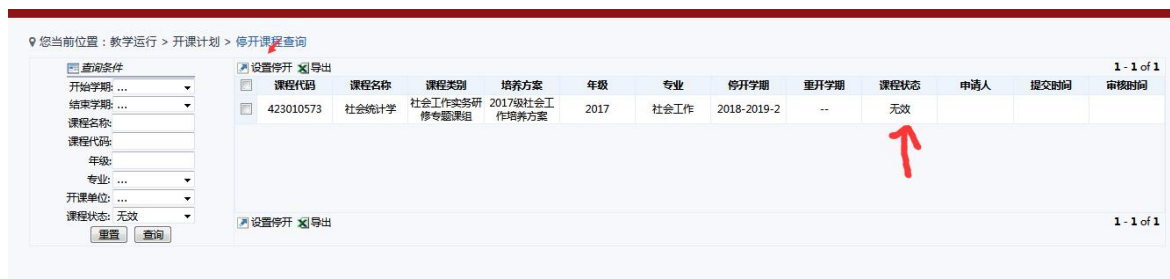 您当前位置：教学运行 > 开课计划 > 停开课程查询
查询条件
开始学期: ...
结束学期: ...
课程名称:
课程代码:
年级:
专业: ...
开课单位: ...
课程状态: 无效
重置 查询
设置停开 导出 1 - 1 of 1
课程代码 课程名称 课程类别 培养方案 年级 专业 停开学期 重开学期 课程状态 申请人 提交时间 审核时间
423010573 社会统计学 社会工作实务研修专题课组 2017级社会工作培养方案 2017 社会工作 2018-2019-2 -- 无效
设置停开 导出 1 - 1 of 1